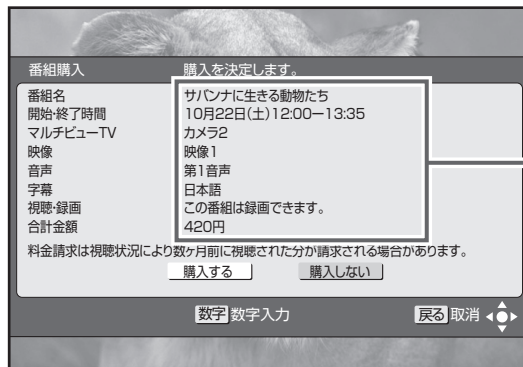 番組購入 購入を決定します。
番組名 サバンナに生きる動物たち
開始・終了時間 10月22日(土)12:00ー13:35
マルチビューTV カメラ2
映像 映像1
音声 第1音声
字幕 日本語
視聴・録画 この番組は録画できます。
合計金額 420円
料金請求は視聴状況により数ヶ月前に視聴された分が請求される場合があります。
購入する 購入しない
数字 数字入力 戻る 取消